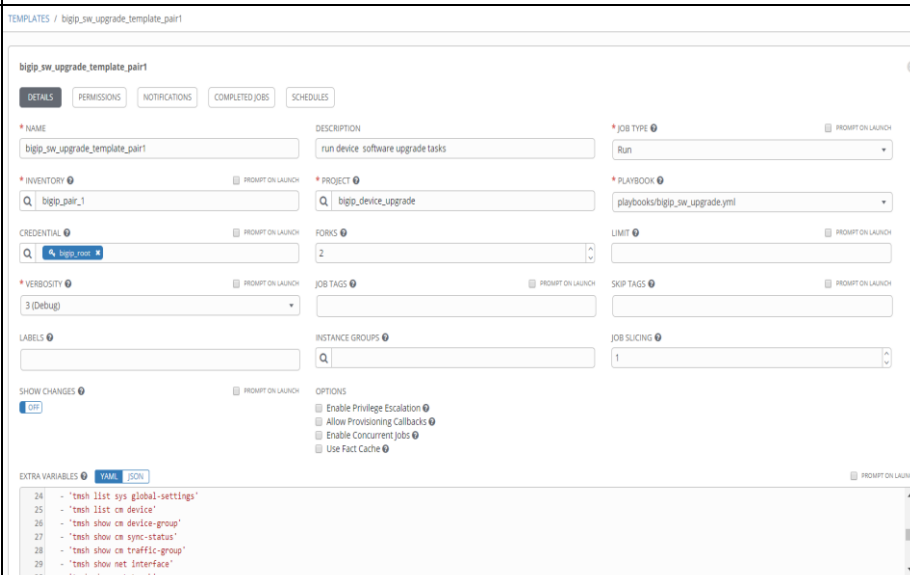 TEMPLATES / bigip_sw_upgrade_template_pair1
bigip_sw_upgrade_template_pair1
DETAILS PERMISSIONS NOTIFICATIONS COMPLETED JOBS SCHEDULES
* NAME DESCRIPTION * JOB TYPE ? PROMPT ON LAUNCH
bigip_sw_upgrade_template_pair1 run device software upgrade tasks Run
* INVENTORY ? PROMPT ON LAUNCH * PROJECT ? * PLAYBOOK ?
bigip_pair_1 bigip_device_upgrade playbooks/bigip_sw_upgrade.yml
CREDENTIAL ? PROMPT ON LAUNCH FORKS ? LIMIT ? PROMPT ON LAUNCH
bigip_root × 2
* VERBOSITY ? PROMPT ON LAUNCH JOB TAGS ? PROMPT ON LAUNCH SKIP TAGS ? PROMPT ON LAUNCH
3 (Debug)
LABELS ? INSTANCE GROUPS ? JOB SLICING ?
1
SHOW CHANGES ? PROMPT ON LAUNCH OPTIONS
OFF
Enable Privilege Escalation ?
Allow Provisioning Callbacks ?
Enable Concurrent Jobs ?
Use Fact Cache ?
EXTRA VARIABLES ? YAML JSON PROMPT ON LAUN
24 - 'tmsh list sys global-settings'
25 - 'tmsh list cm device'
26 - 'tmsh show cm device-group'
27 - 'tmsh show cm sync-status'
28 - 'tmsh show cm traffic-group'
29 - 'tmsh show net interface'